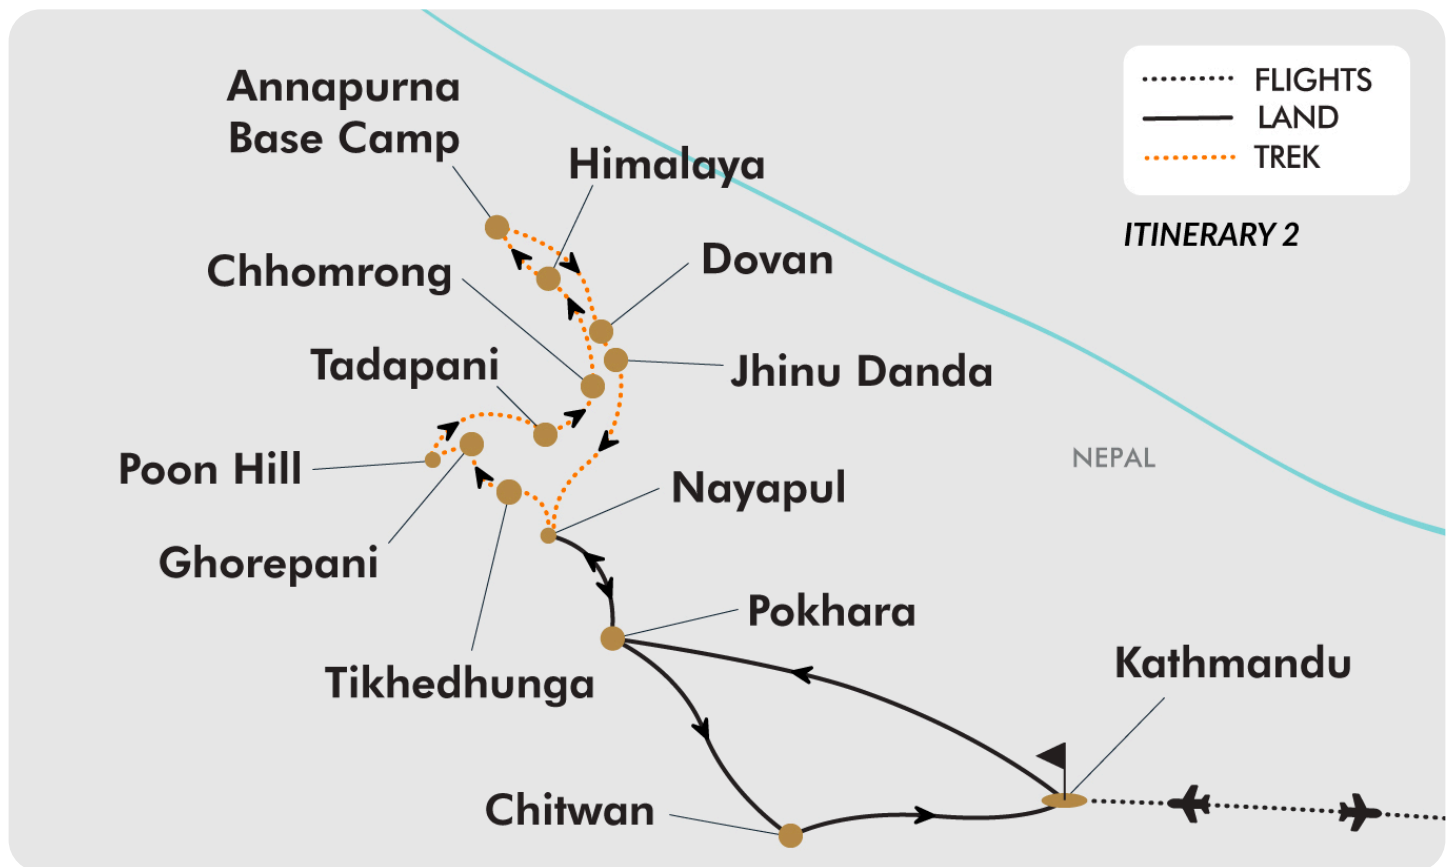 Annapurna
Base Camp
Himalaya
FLIGHTS
LAND
TREK
ITINERARY 2
Chhomrong
Dovan
Tadapani
Jhinu Danda
Poon Hill
NEPAL
Nayapul
Ghorepani
Pokhara
Tikhedhunga
Kathmandu
Chitwan